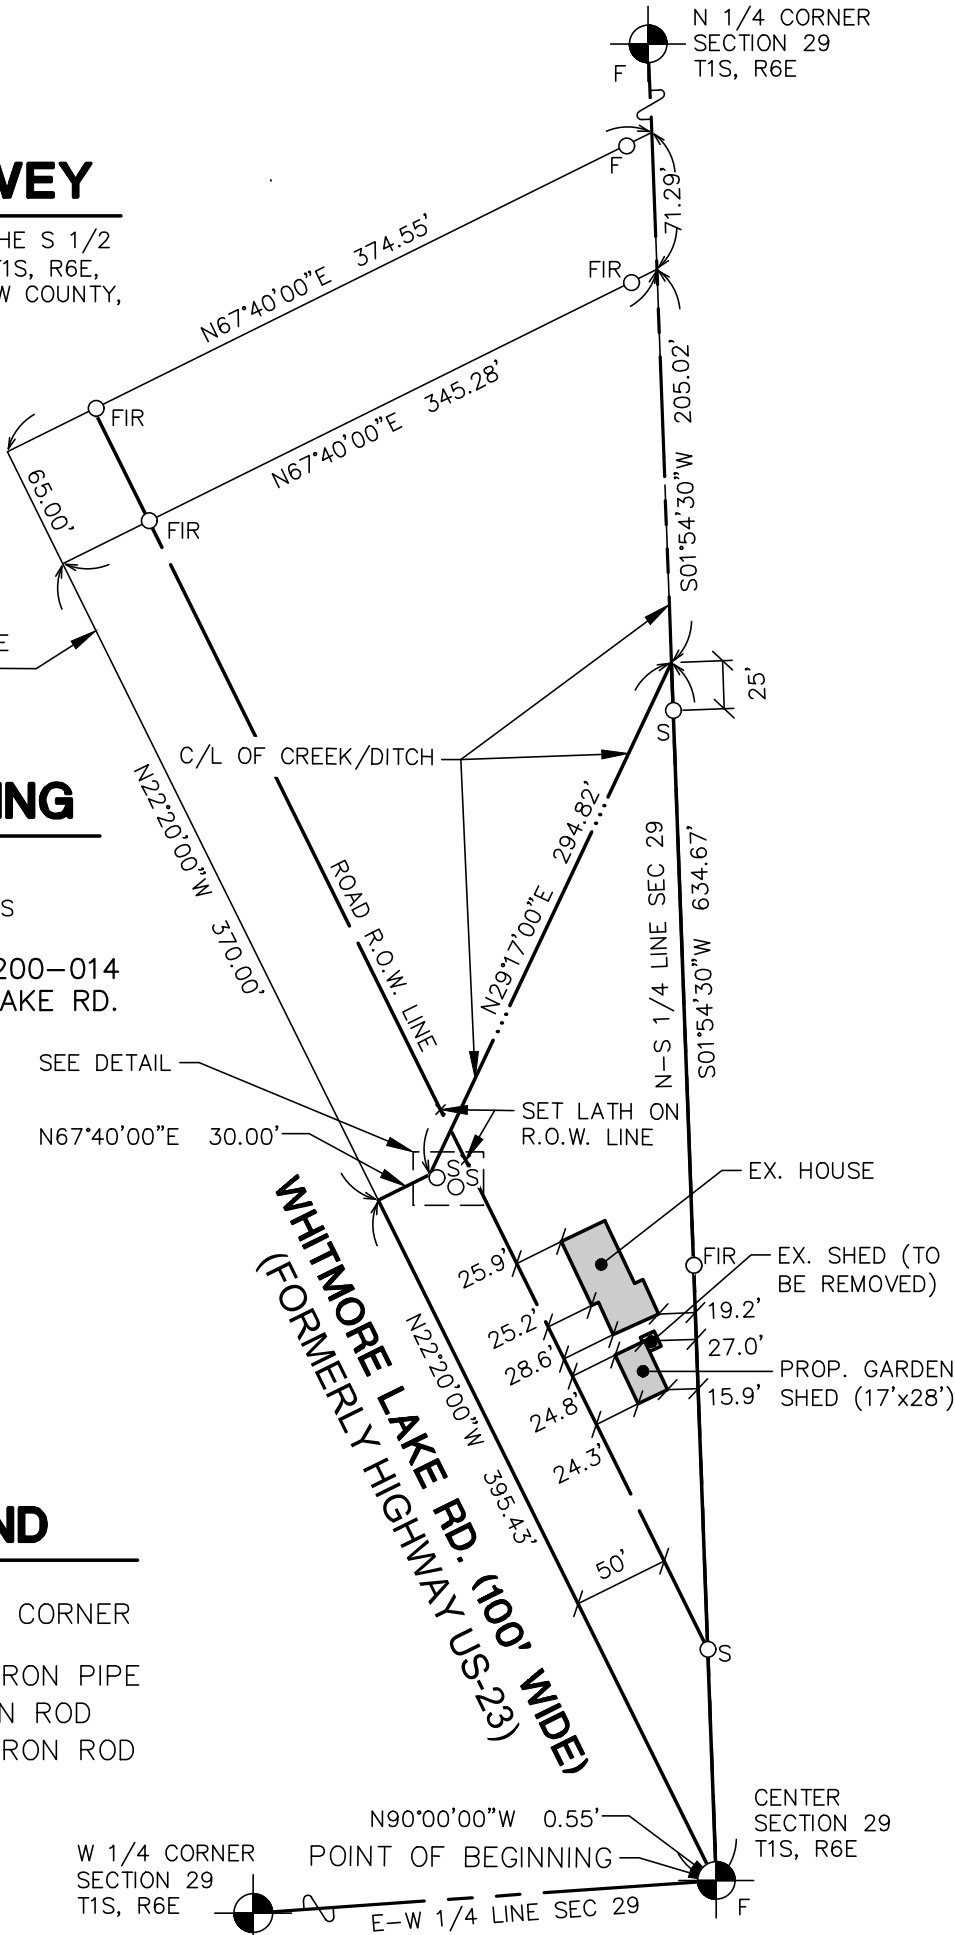 N 1/4 CORNER
SECTION 29
T1S, R6E
F
VEY
F
71.29'
HE S 1/2
T1S, R6E,
W COUNTY,
N67°40'00"E 374.55'
FIR
205.02'
N67°40'00"E 345.28'
FIR
65.00'
FIR
S01°54'30"W
E
25'
S
C/L OF CREEK/DITCH
ING
N22°20'00"W 370.00'
294.82'
N29°17'00"E
ROAD R.O.W. LINE
N-S 1/4 LINE SEC 29
S01°54'30"W 634.67'
S
200-014
AKE RD.
SEE DETAIL
SET LATH ON
R.O.W. LINE
N67°40'00"E 30.00'
S
S
EX. HOUSE
WHITMORE LAKE RD. (100' WIDE)
(FORMERLY HIGHWAY US-23)
FIR
EX. SHED (TO
BE REMOVED)
25.9'
25.2'
28.6'
19.2'
27.0'
PROP. GARDEN
SHED (17'x28')
15.9'
24.8'
24.3'
N22°20'00"W 395.43'
ND
50'
CORNER
S
RON PIPE
N ROD
RON ROD
N90°00'00"W 0.55'
POINT OF BEGINNING
CENTER
SECTION 29
T1S, R6E
W 1/4 CORNER
SECTION 29
T1S, R6E
F
E-W 1/4 LINE SEC 29